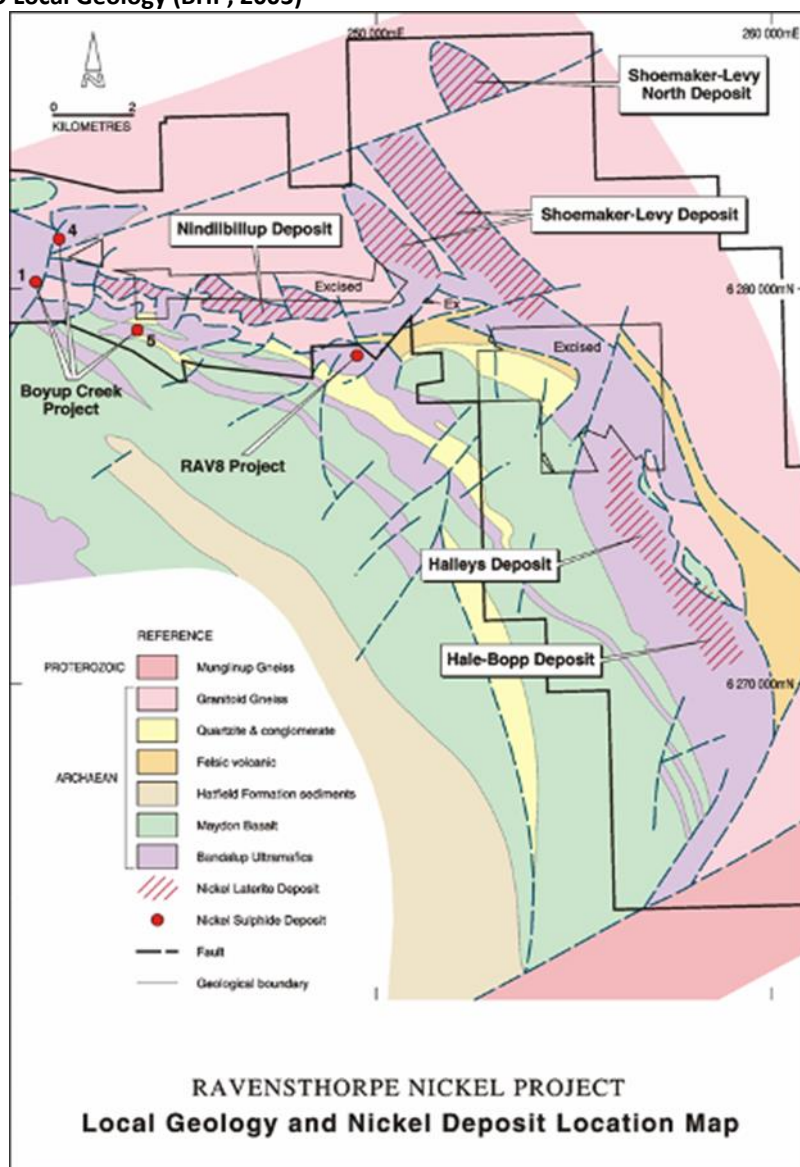 Local Geology (BHP, 2003)
250 000mE
260 000mE
N
0 2
KILOMETRES
Shoemaker-Levy
North Deposit
Shoemaker-Levy Deposit
Nindilbillup Deposit
4
1
Excised
Ex
6 280 000mN
2
5
Excised
Boyup Creek
Project
RAV8 Project
Halleys Deposit
Hale-Bopp Deposit
6 270 000mN
REFERENCE
PROTEROZOIC
Munglinup Gneiss
Granitoid Gneiss
Quartzite & conglomerate
Felsic volcanic
ARCHAEAN
Hatfield Formation sediments
Maydon Basalt
Bandalup Ultramafics
Nickel Laterite Deposit
Nickel Sulphide Deposit
Fault
Geological boundary
RAVENSTHORPE NICKEL PROJECT
Local Geology and Nickel Deposit Location Map